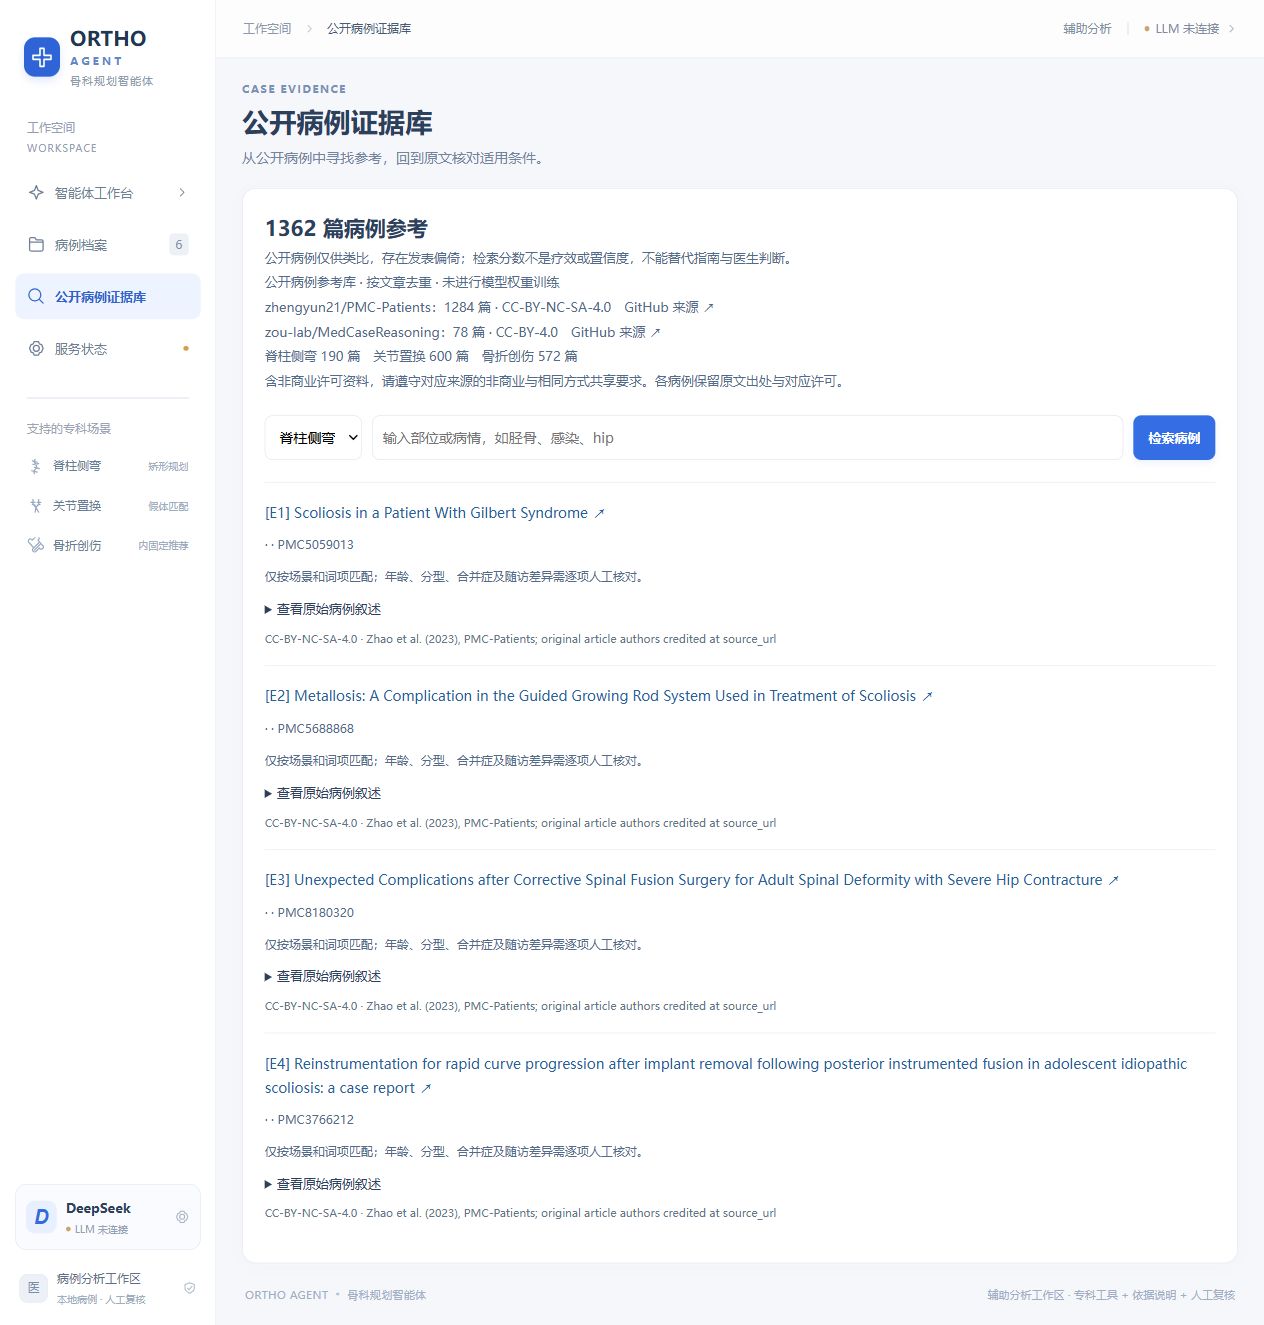 ORTHO
AGENT
骨科规划智能体
工作空间
WORKSPACE
智能体工作台
病例档案 6
公开病例证据库
服务状态
支持的专科场景
脊柱侧弯 矫形规划
关节置换 假体匹配
骨折创伤 内固定推荐
D DeepSeek
LLM 未连接
医 病例分析工作区
本地病例 · 人工复核
工作空间 > 公开病例证据库
辅助分析 LLM 未连接 >
CASE EVIDENCE
公开病例证据库
从公开病例中寻找参考，回到原文核对适用条件。
1362 篇病例参考
公开病例仅供类比，存在发表偏倚；检索分数不是疗效或置信度，不能替代指南与医生判断。
公开病例参考库 · 按文章去重 · 未进行模型权重训练
zhengyun21/PMC-Patients：1284 篇 · CC-BY-NC-SA-4.0 GitHub 来源 ↗
zou-lab/MedCaseReasoning：78 篇 · CC-BY-4.0 GitHub 来源 ↗
脊柱侧弯 190 篇 关节置换 600 篇 骨折创伤 572 篇
含非商业许可资料，请遵守对应来源的非商业与相同方式共享要求。各病例保留原文出处与对应许可。
脊柱侧弯 输入部位或病情，如胫骨、感染、hip 检索病例
[E1] Scoliosis in a Patient With Gilbert Syndrome ↗
· · PMC5059013
仅按场景和词项匹配；年龄、分型、合并症及随访差异需逐项人工核对。
▶ 查看原始病例叙述
CC-BY-NC-SA-4.0 · Zhao et al. (2023), PMC-Patients; original article authors credited at source_url
[E2] Metallosis: A Complication in the Guided Growing Rod System Used in Treatment of Scoliosis ↗
· · PMC5688868
仅按场景和词项匹配；年龄、分型、合并症及随访差异需逐项人工核对。
▶ 查看原始病例叙述
CC-BY-NC-SA-4.0 · Zhao et al. (2023), PMC-Patients; original article authors credited at source_url
[E3] Unexpected Complications after Corrective Spinal Fusion Surgery for Adult Spinal Deformity with Severe Hip Contracture ↗
· · PMC8180320
仅按场景和词项匹配；年龄、分型、合并症及随访差异需逐项人工核对。
▶ 查看原始病例叙述
CC-BY-NC-SA-4.0 · Zhao et al. (2023), PMC-Patients; original article authors credited at source_url
[E4] Reinstrumentation for rapid curve progression after implant removal following posterior instrumented fusion in adolescent idiopathic
scoliosis: a case report ↗
· · PMC3766212
仅按场景和词项匹配；年龄、分型、合并症及随访差异需逐项人工核对。
▶ 查看原始病例叙述
CC-BY-NC-SA-4.0 · Zhao et al. (2023), PMC-Patients; original article authors credited at source_url
ORTHO AGENT • 骨科规划智能体
辅助分析工作区 · 专科工具 + 依据说明 + 人工复核